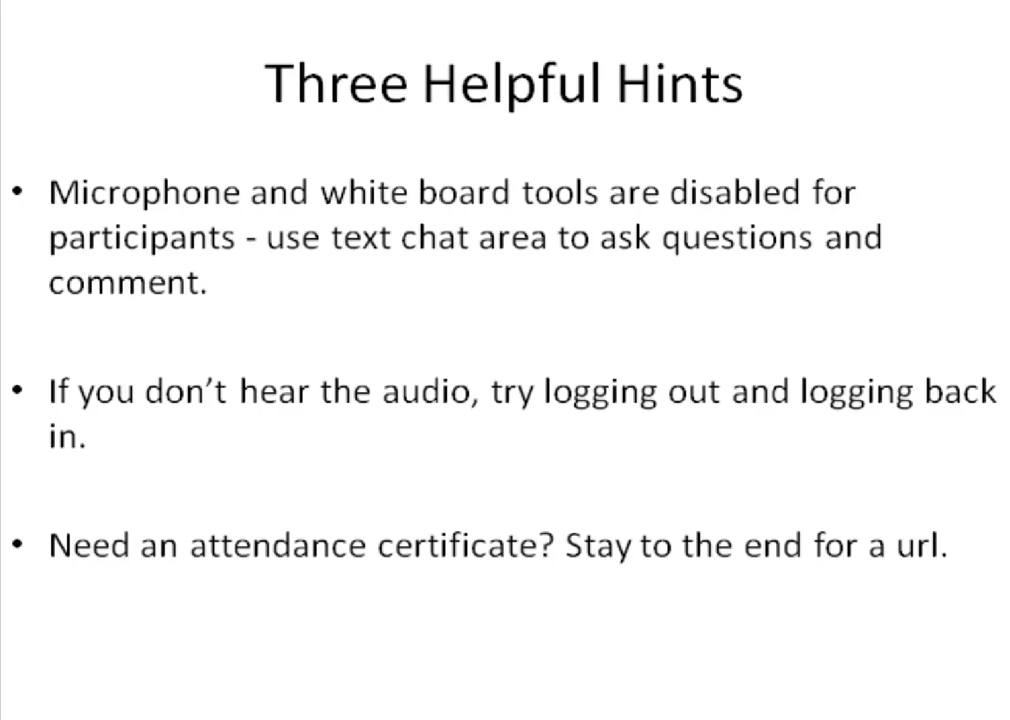 Three Helpful Hints
• Microphone and white board tools are disabled for
participants - use text chat area to ask questions and
comment.
• If you don’t hear the audio, try logging out and logging back
in.
• Need an attendance certificate? Stay to the end for a url.